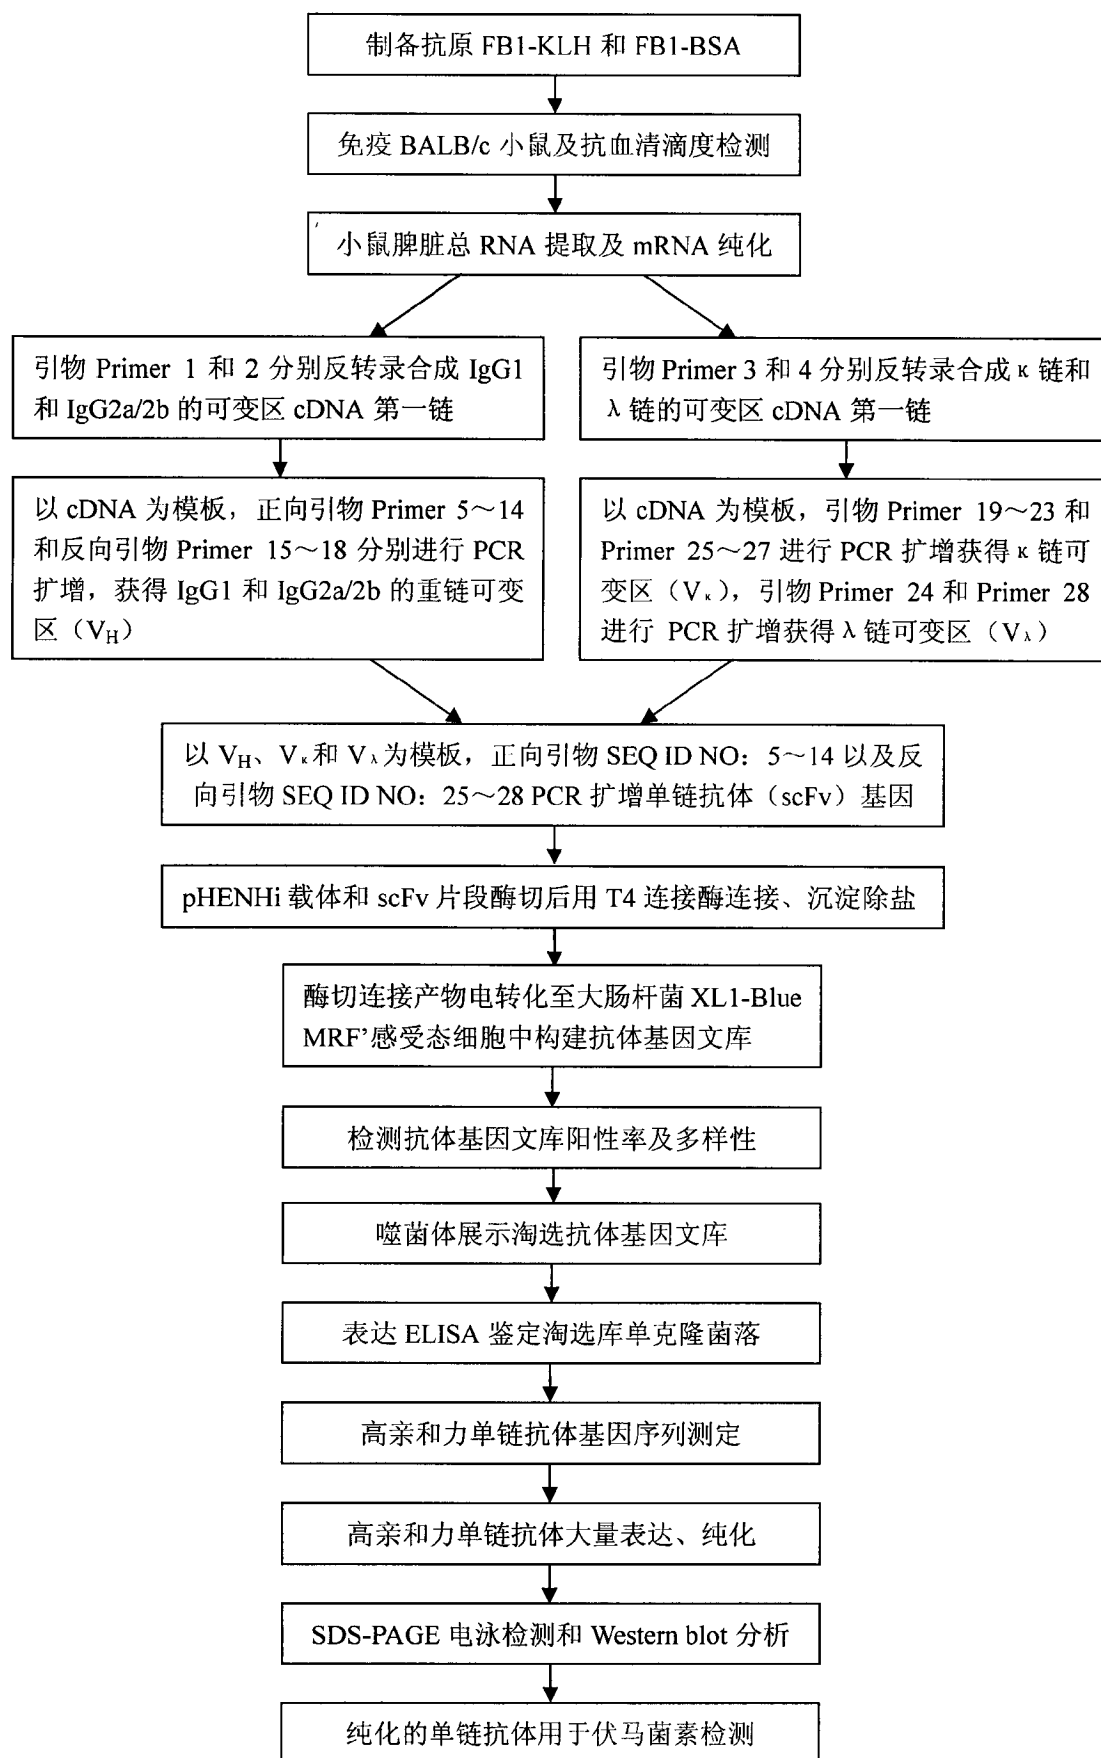 制备抗原 FB1-KLH 和 FB1-BSA
免疫 BALB/c 小鼠及抗血清滴度检测
小鼠脾脏总 RNA 提取及 mRNA 纯化
引物 Primer 1 和 2 分别反转录合成 IgG1
和 IgG2a/2b 的可变区 cDNA 第一链
引物 Primer 3 和 4 分别反转录合成 κ 链和
λ 链的可变区 cDNA 第一链
以 cDNA 为模板，正向引物 Primer 5～14
和反向引物 Primer 15～18 分别进行 PCR
扩增，获得 IgG1 和 IgG2a/2b 的重链可变
区（VH）
以 cDNA 为模板，引物 Primer 19～23 和
Primer 25～27 进行 PCR 扩增获得 κ 链可
变区（Vκ），引物 Primer 24 和 Primer 28
进行 PCR 扩增获得 λ 链可变区（Vλ）
以 VH、Vκ和 Vλ为模板，正向引物 SEQ ID NO：5～14 以及反
向引物 SEQ ID NO：25～28 PCR 扩增单链抗体（scFv）基因
pHENHi 载体和 scFv 片段酶切后用 T4 连接酶连接、沉淀除盐
酶切连接产物电转化至大肠杆菌 XL1-Blue
MRF’感受态细胞中构建抗体基因文库
检测抗体基因文库阳性率及多样性
噬菌体展示淘选抗体基因文库
表达 ELISA 鉴定淘选库单克隆菌落
高亲和力单链抗体基因序列测定
高亲和力单链抗体大量表达、纯化
SDS-PAGE 电泳检测和 Western blot 分析
纯化的单链抗体用于伏马菌素检测